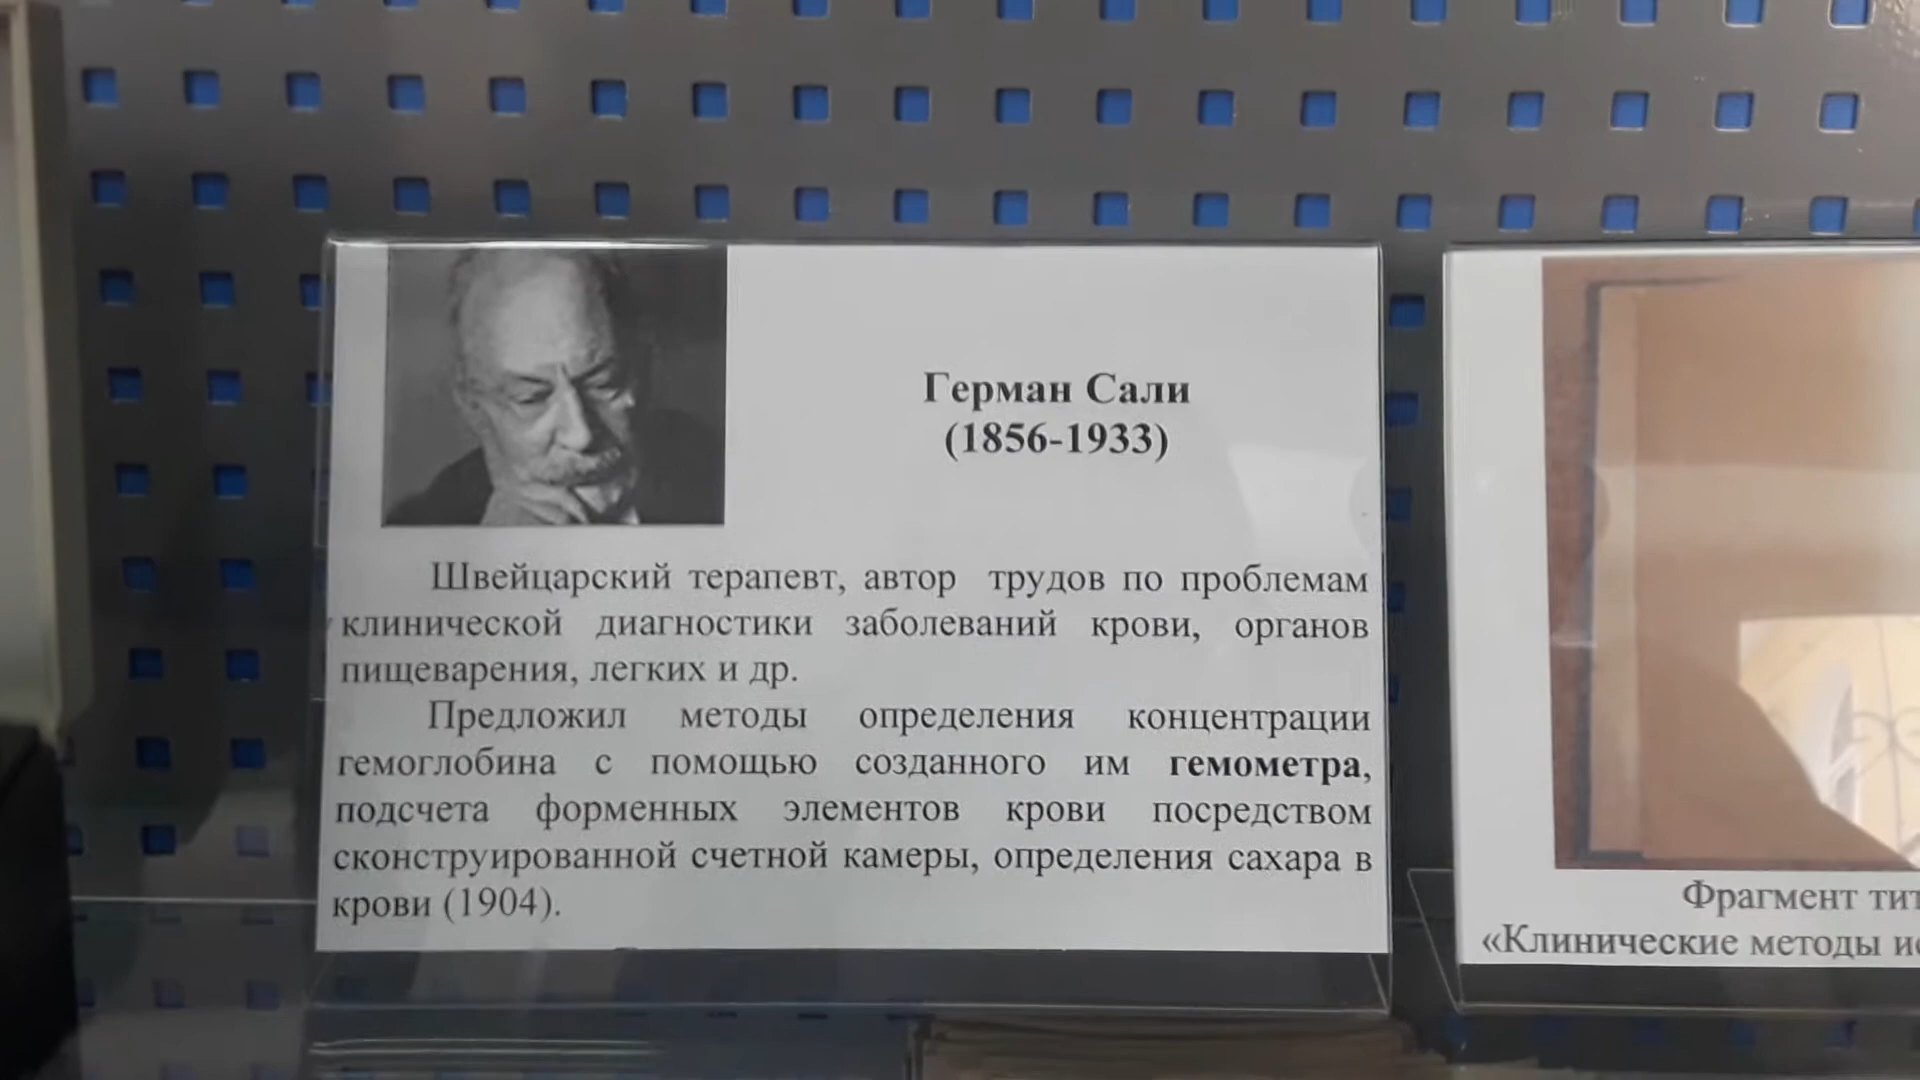 Герман Сали
(1856-1933)
Швейцарский терапевт, автор трудов по проблемам
клинической диагностики заболеваний крови, органов
пищеварения, легких и др.
Предложил методы определения концентрации
гемоглобина с помощью созданного им гемометра,
подсчета форменных элементов крови посредством
сконструированной счетной камеры, определения сахара в
крови (1904).
Фрагмент
«Клинические методы